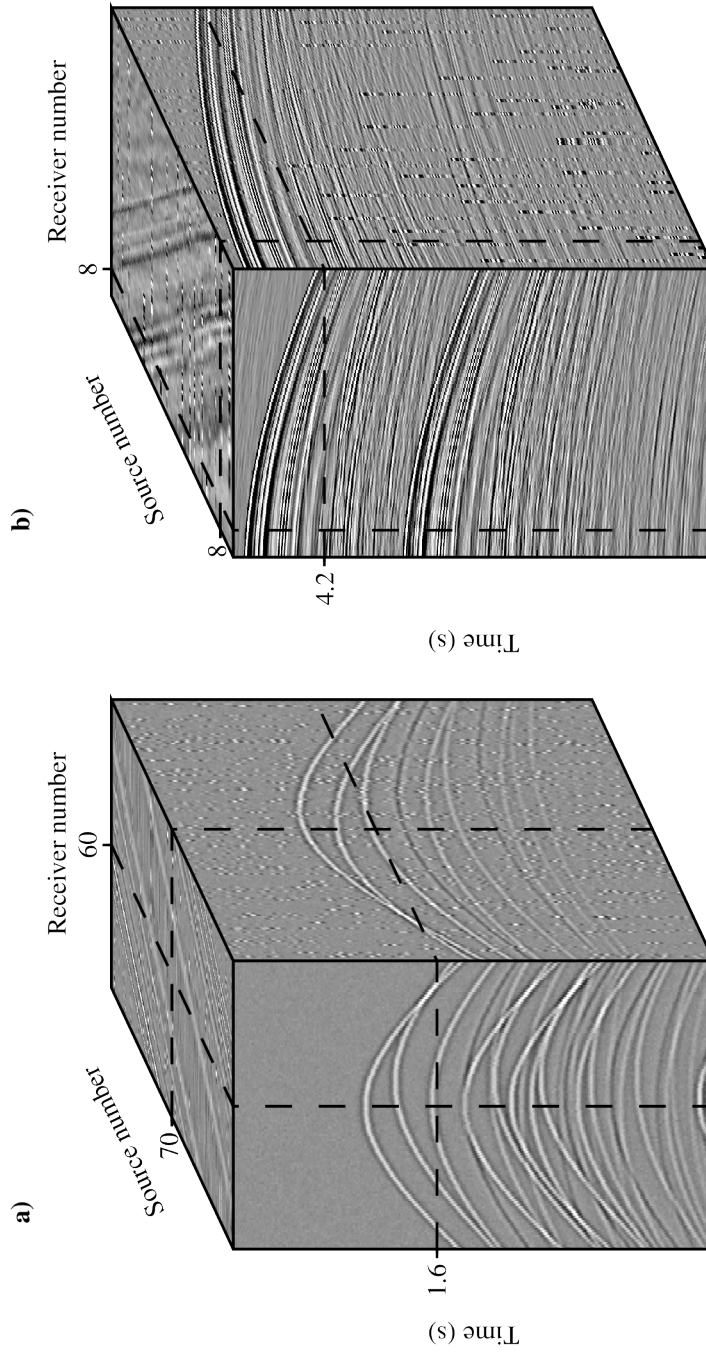 a)
Receiver number
60
Source number
70
1.6
Time (s)
b)
Receiver number
8
Source number
8
4.2
Time (s)